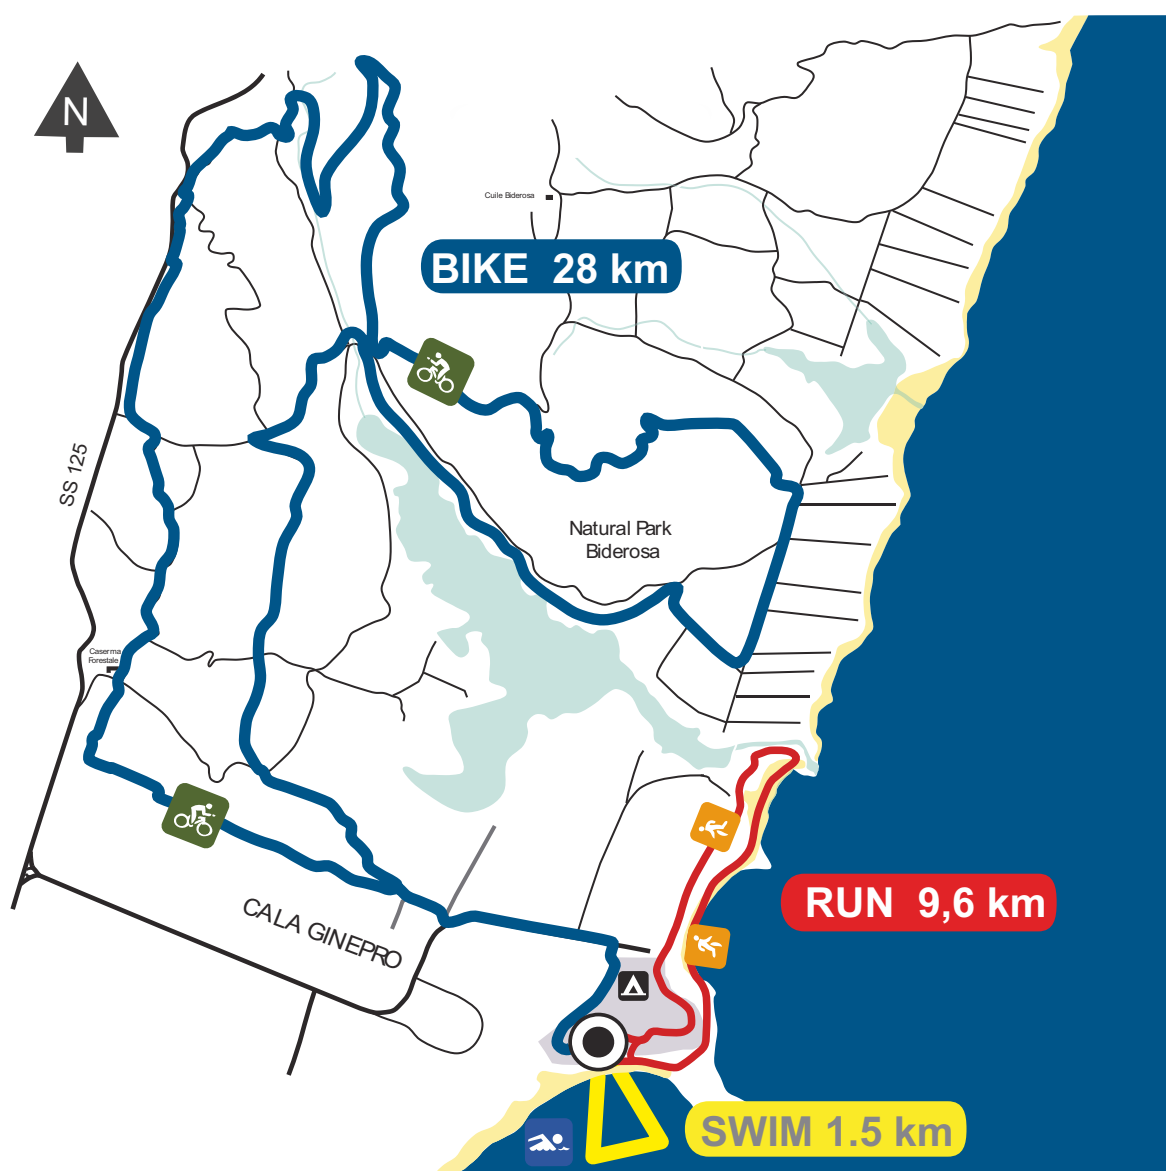 N
Cuile Biderosa
BIKE 28 km
SS 125
Natural Park
Biderosa
Caserma
Forestale
CALA GINEPRO
RUN 9,6 km
SWIM 1.5 km